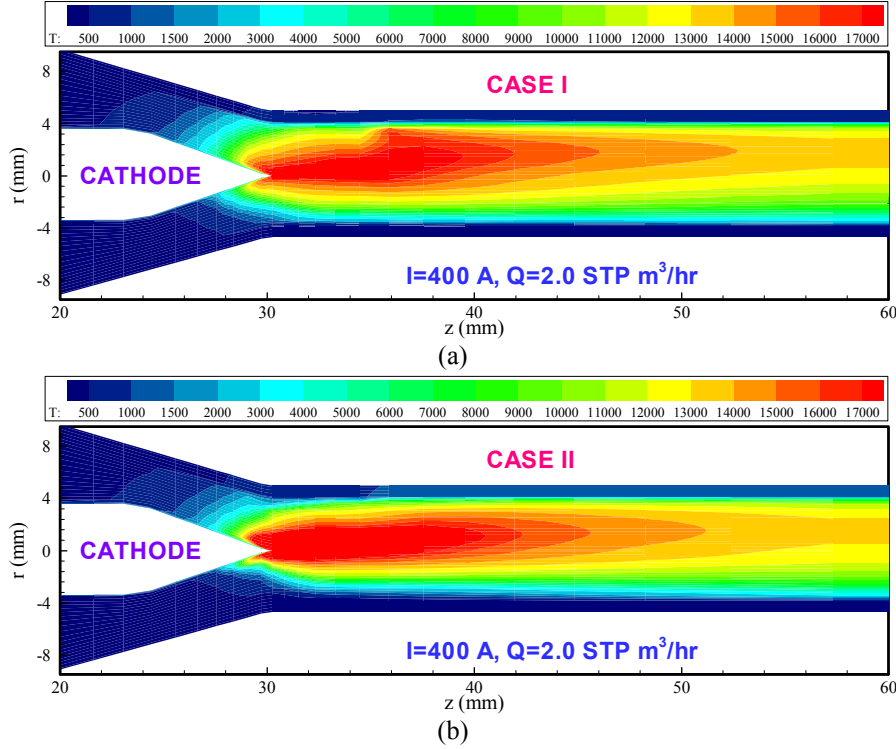 T: 500 1000 1500 2000 3000 4000 5000 6000 7000 8000 9000 10000 11000 12000 13000 14000 15000 16000 17000
8
CASE I
4
r (mm)
CATHODE
0
-4
-8
I=400 A, Q=2.0 STP m³/hr
20 30 40 50 60
z (mm)
(a)
T: 500 1000 1500 2000 3000 4000 5000 6000 7000 8000 9000 10000 11000 12000 13000 14000 15000 16000 17000
8
CASE II
4
r (mm)
CATHODE
0
-4
-8
I=400 A, Q=2.0 STP m³/hr
20 30 40 50 60
z (mm)
(b)